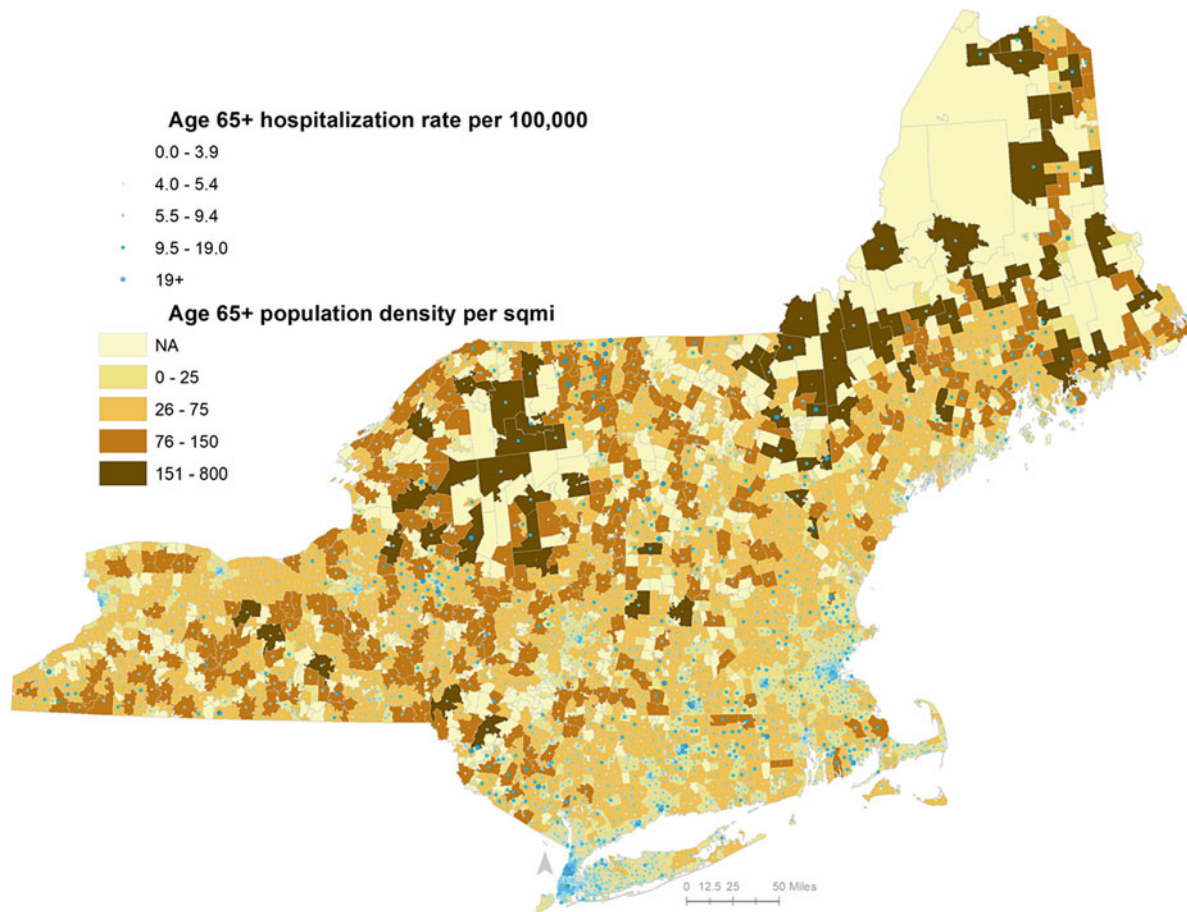 Age 65+ hospitalization rate per 100,000
0.0 - 3.9
4.0 - 5.4
5.5 - 9.4
9.5 - 19.0
19+
Age 65+ population density per sqmi
NA
0 - 25
26 - 75
76 - 150
151 - 800
N
0 12.5 25 50 Miles